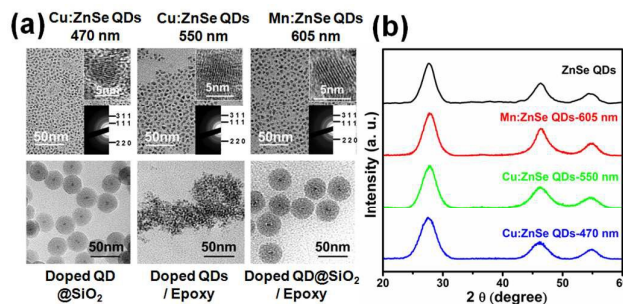 (a)
Cu:ZnSe QDs
470 nm
Cu:ZnSe QDs
550 nm
Mn:ZnSe QDs
605 nm
5nm
5nm
5nm
50nm
50nm
50nm
311
111
220
311
111
220
311
111
220
50nm
50nm
50nm
Doped QD
@SiO₂
Doped QDs
/ Epoxy
Doped QD@SiO₂
/ Epoxy
(b)
ZnSe QDs
Mn:ZnSe QDs-605 nm
Cu:ZnSe QDs-550 nm
Cu:ZnSe QDs-470 nm
Intensity (a. u.)
20 30 40 50 60
2 θ (degree)